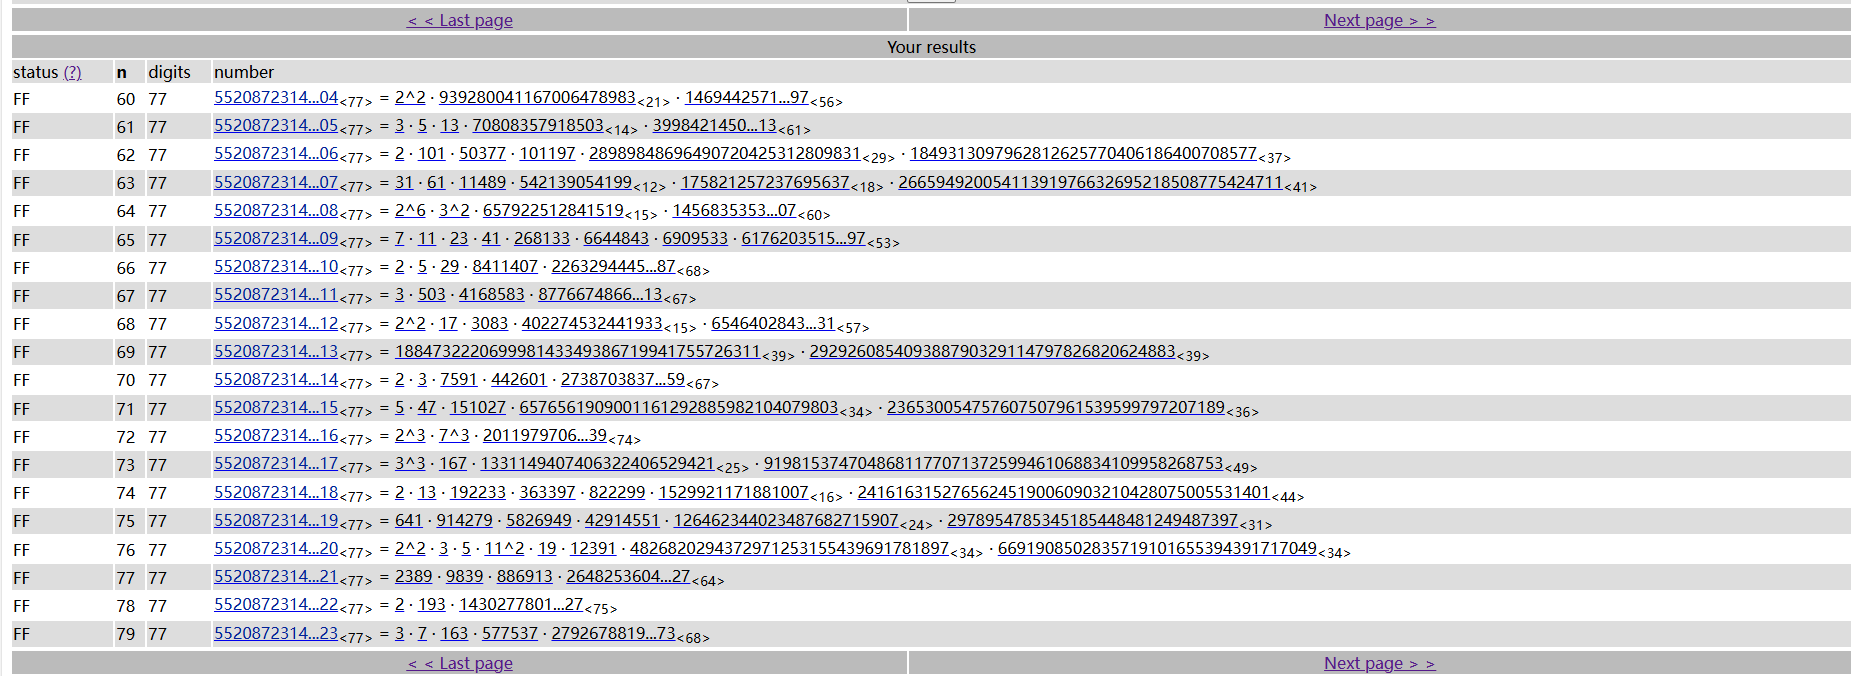 < < Last page Next page > >
Your results
status (?) n digits number
FF 60 77 5520872314...04<77> = 2^2 · 939280041167006478983<21> · 1469442571...97<56>
FF 61 77 5520872314...05<77> = 3 · 5 · 13 · 70808357918503<14> · 3998421450...13<61>
FF 62 77 5520872314...06<77> = 2 · 101 · 50377 · 101197 · 28989848696490720425312809831<29> · 1849313097962812625770406186400708577<37>
FF 63 77 5520872314...07<77> = 31 · 61 · 11489 · 542139054199<12> · 175821257237695637<18> · 26659492005411391976632695218508775424711<41>
FF 64 77 5520872314...08<77> = 2^6 · 3^2 · 657922512841519<15> · 1456835353...07<60>
FF 65 77 5520872314...09<77> = 7 · 11 · 23 · 41 · 268133 · 6644843 · 6909533 · 6176203515...97<53>
FF 66 77 5520872314...10<77> = 2 · 5 · 29 · 8411407 · 2263294445...87<68>
FF 67 77 5520872314...11<77> = 3 · 503 · 4168583 · 8776674866...13<67>
FF 68 77 5520872314...12<77> = 2^2 · 17 · 3083 · 402274532441933<15> · 6546402843...31<57>
FF 69 77 5520872314...13<77> = 188473222069998143349386719941755726311<39> · 292926085409388790329114797826820624883<39>
FF 70 77 5520872314...14<77> = 2 · 3 · 7591 · 442601 · 2738703837...59<67>
FF 71 77 5520872314...15<77> = 5 · 47 · 151027 · 6576561909001161292885982104079803<34> · 236530054757607507961539599797207189<36>
FF 72 77 5520872314...16<77> = 2^3 · 7^3 · 2011979706...39<74>
FF 73 77 5520872314...17<77> = 3^3 · 167 · 1331149407406322406529421<25> · 9198153747048681177071372599461068834109958268753<49>
FF 74 77 5520872314...18<77> = 2 · 13 · 192233 · 363397 · 822299 · 1529921171881007<16> · 24161631527656245190060903210428075005531401<44>
FF 75 77 5520872314...19<77> = 641 · 914279 · 5826949 · 42914551 · 126462344023487682715907<24> · 2978954785345185448481249487397<31>
FF 76 77 5520872314...20<77> = 2^2 · 3 · 5 · 11^2 · 19 · 12391 · 4826820294372971253155439691781897<34> · 6691908502835719101655394391717049<34>
FF 77 77 5520872314...21<77> = 2389 · 9839 · 886913 · 2648253604...27<64>
FF 78 77 5520872314...22<77> = 2 · 193 · 1430277801...27<75>
FF 79 77 5520872314...23<77> = 3 · 7 · 163 · 577537 · 2792678819...73<68>
< < Last page Next page > >